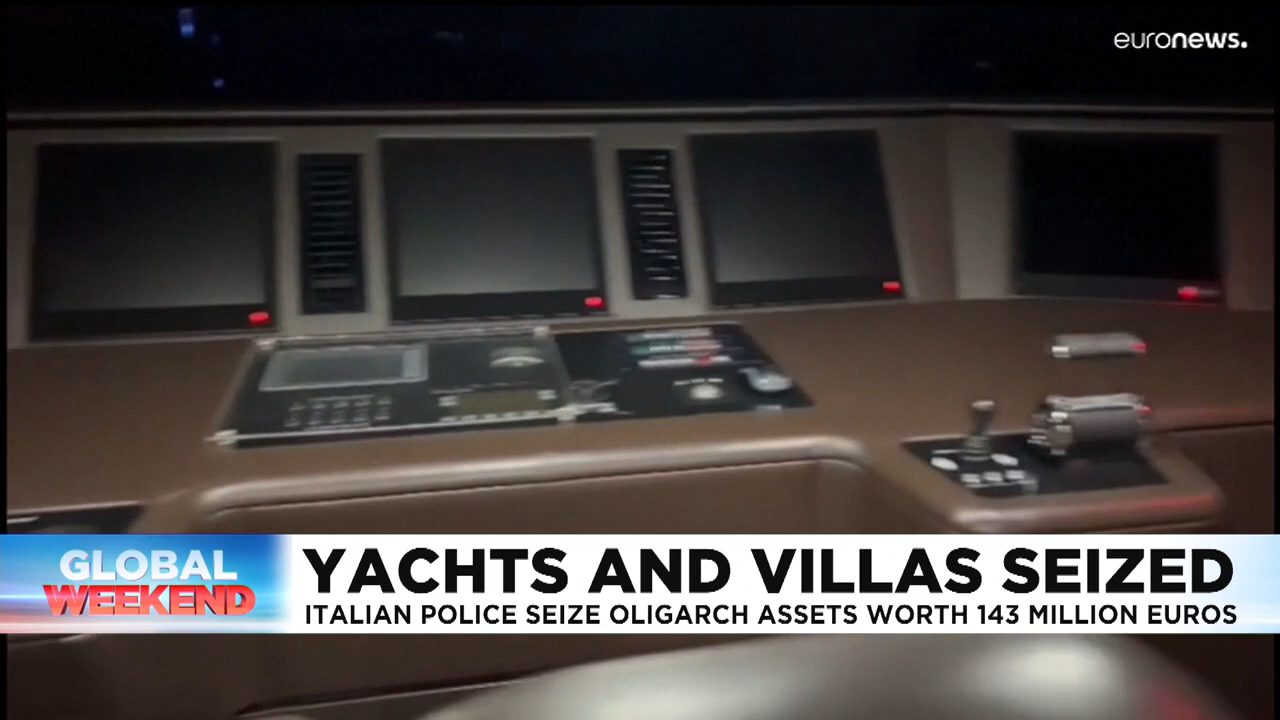 euronews.
GLOBAL
WEEKEND
YACHTS AND VILLAS SEIZED
ITALIAN POLICE SEIZE OLIGARCH ASSETS WORTH 143 MILLION EUROS